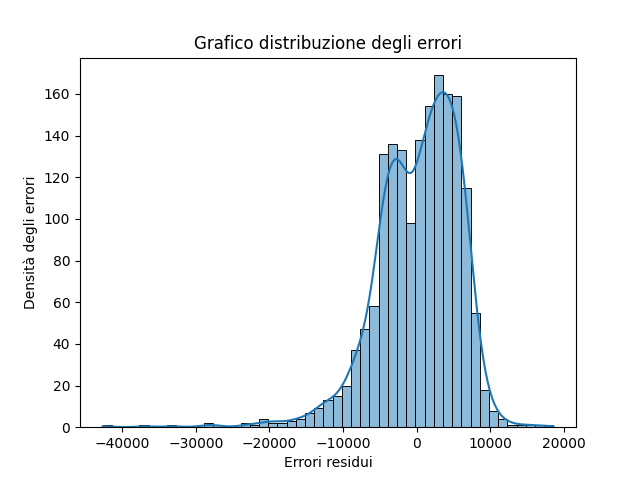 Grafico distribuzione degli errori
Densità degli errori
160
140
120
100
80
60
40
20
0
−40000 −30000 −20000 −10000 0 10000 20000
Errori residui